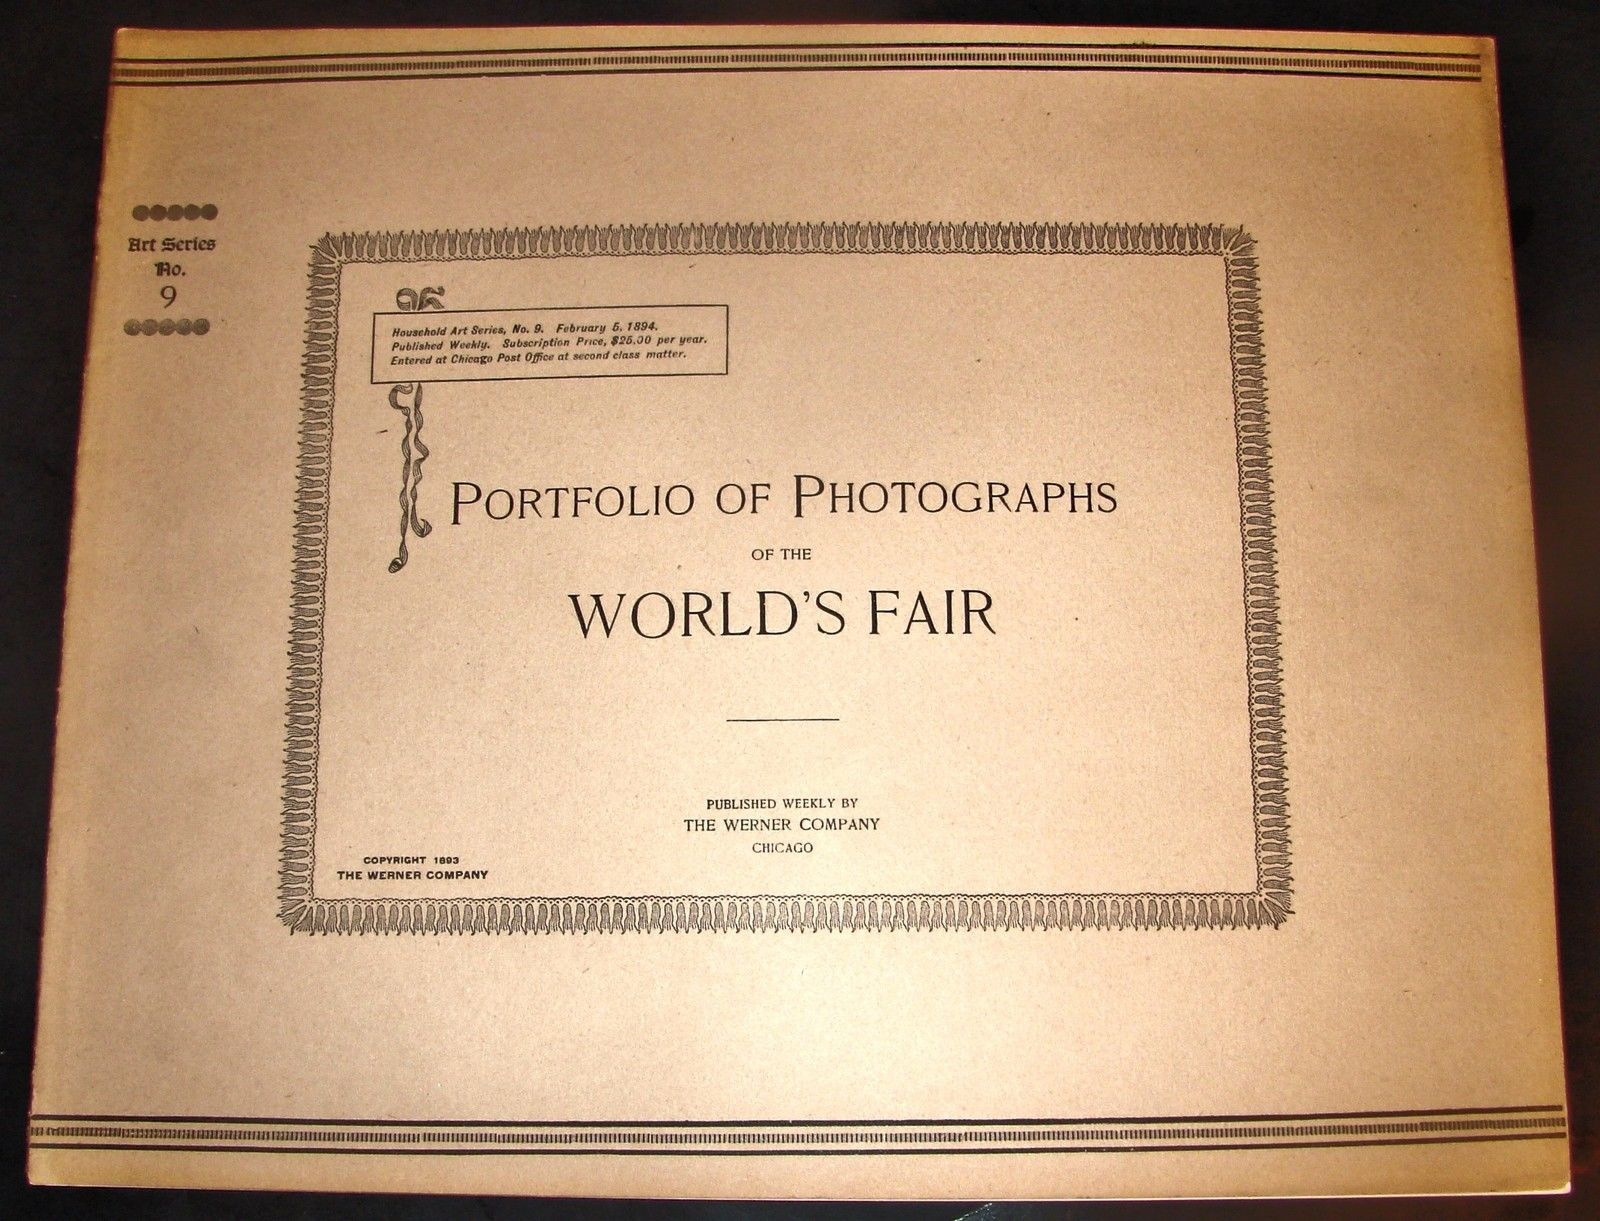 Art Series
No.
9
Household Art Series, No. 9. February 5, 1894.
Published Weekly. Subscription Price, $25.00 per year.
Entered at Chicago Post Office at second class matter.
PORTFOLIO OF PHOTOGRAPHS
OF THE
WORLD'S FAIR
PUBLISHED WEEKLY BY
THE WERNER COMPANY
CHICAGO
COPYRIGHT 1893
THE WERNER COMPANY